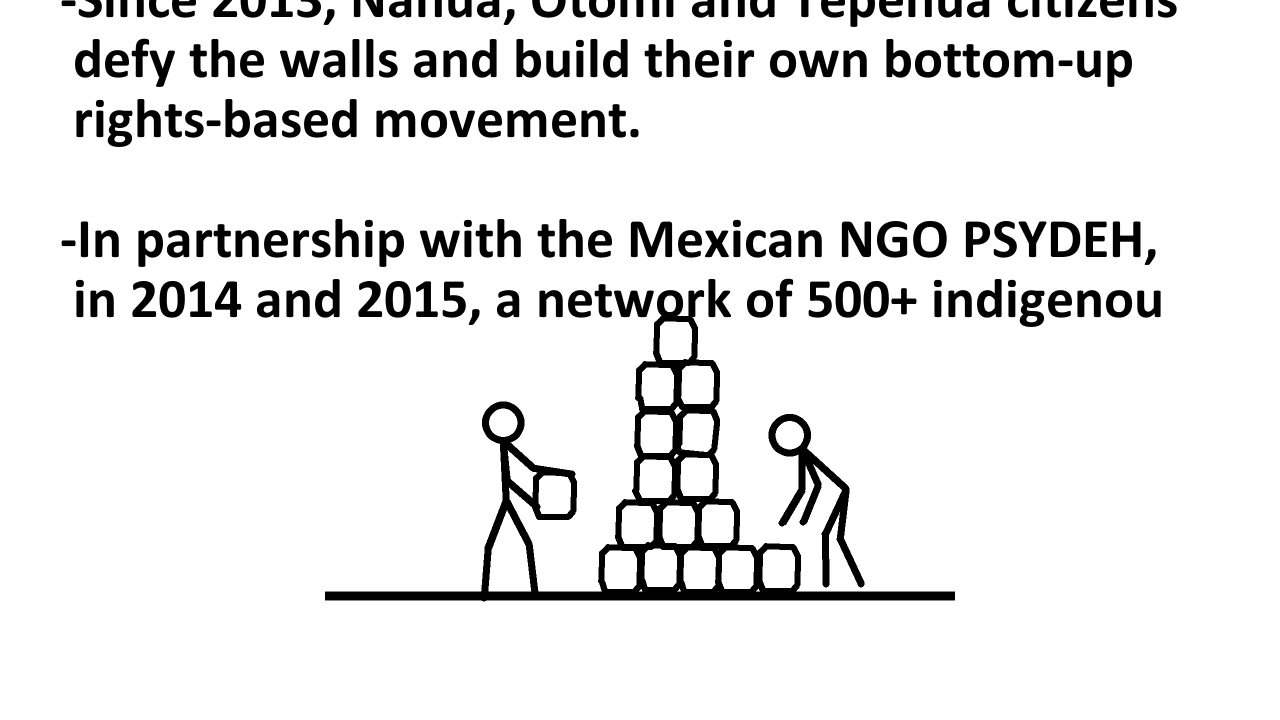 -Since 2013, Nahua, Otomi and Tepehua citizens
defy the walls and build their own bottom-up
rights-based movement.
-In partnership with the Mexican NGO PSYDEH,
in 2014 and 2015, a network of 500+ indigenou